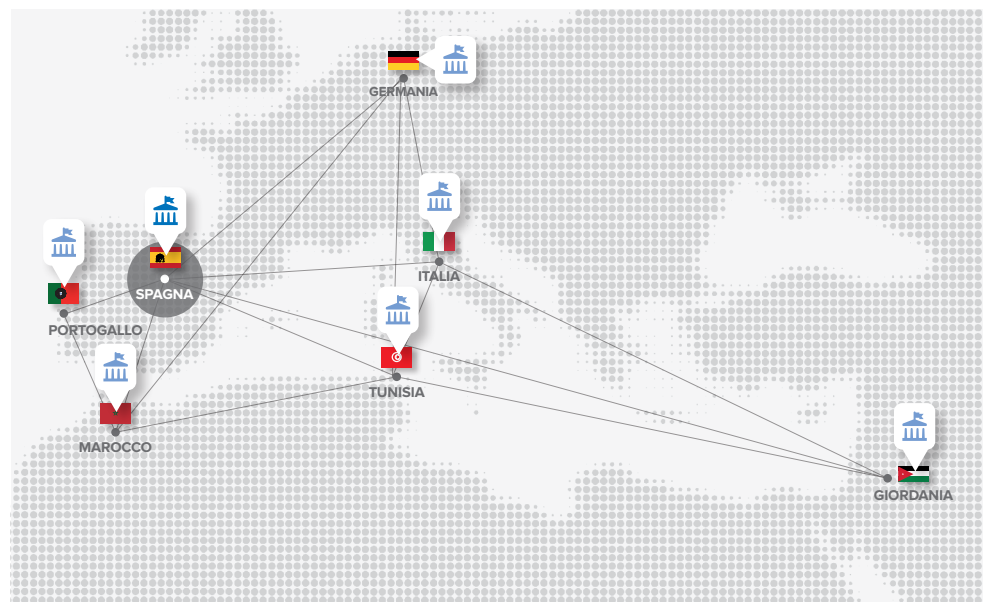 GERMANIA
ITALIA
SPAGNA
PORTOGALLO
TUNISIA
MAROCCO
GIORDANIA